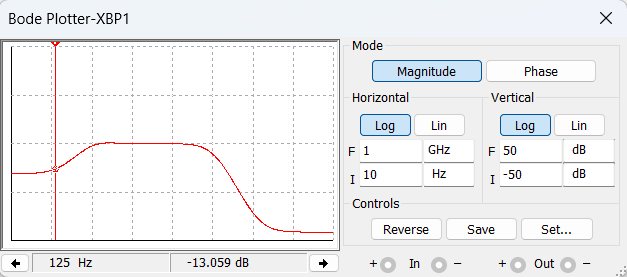 Bode Plotter-XBP1
Mode
Magnitude Phase
Horizontal Vertical
Log Lin Log Lin
F 1 GHz F 50 dB
I 10 Hz I -50 dB
Controls
Reverse Save Set...
125 Hz -13.059 dB
+ In − + Out −